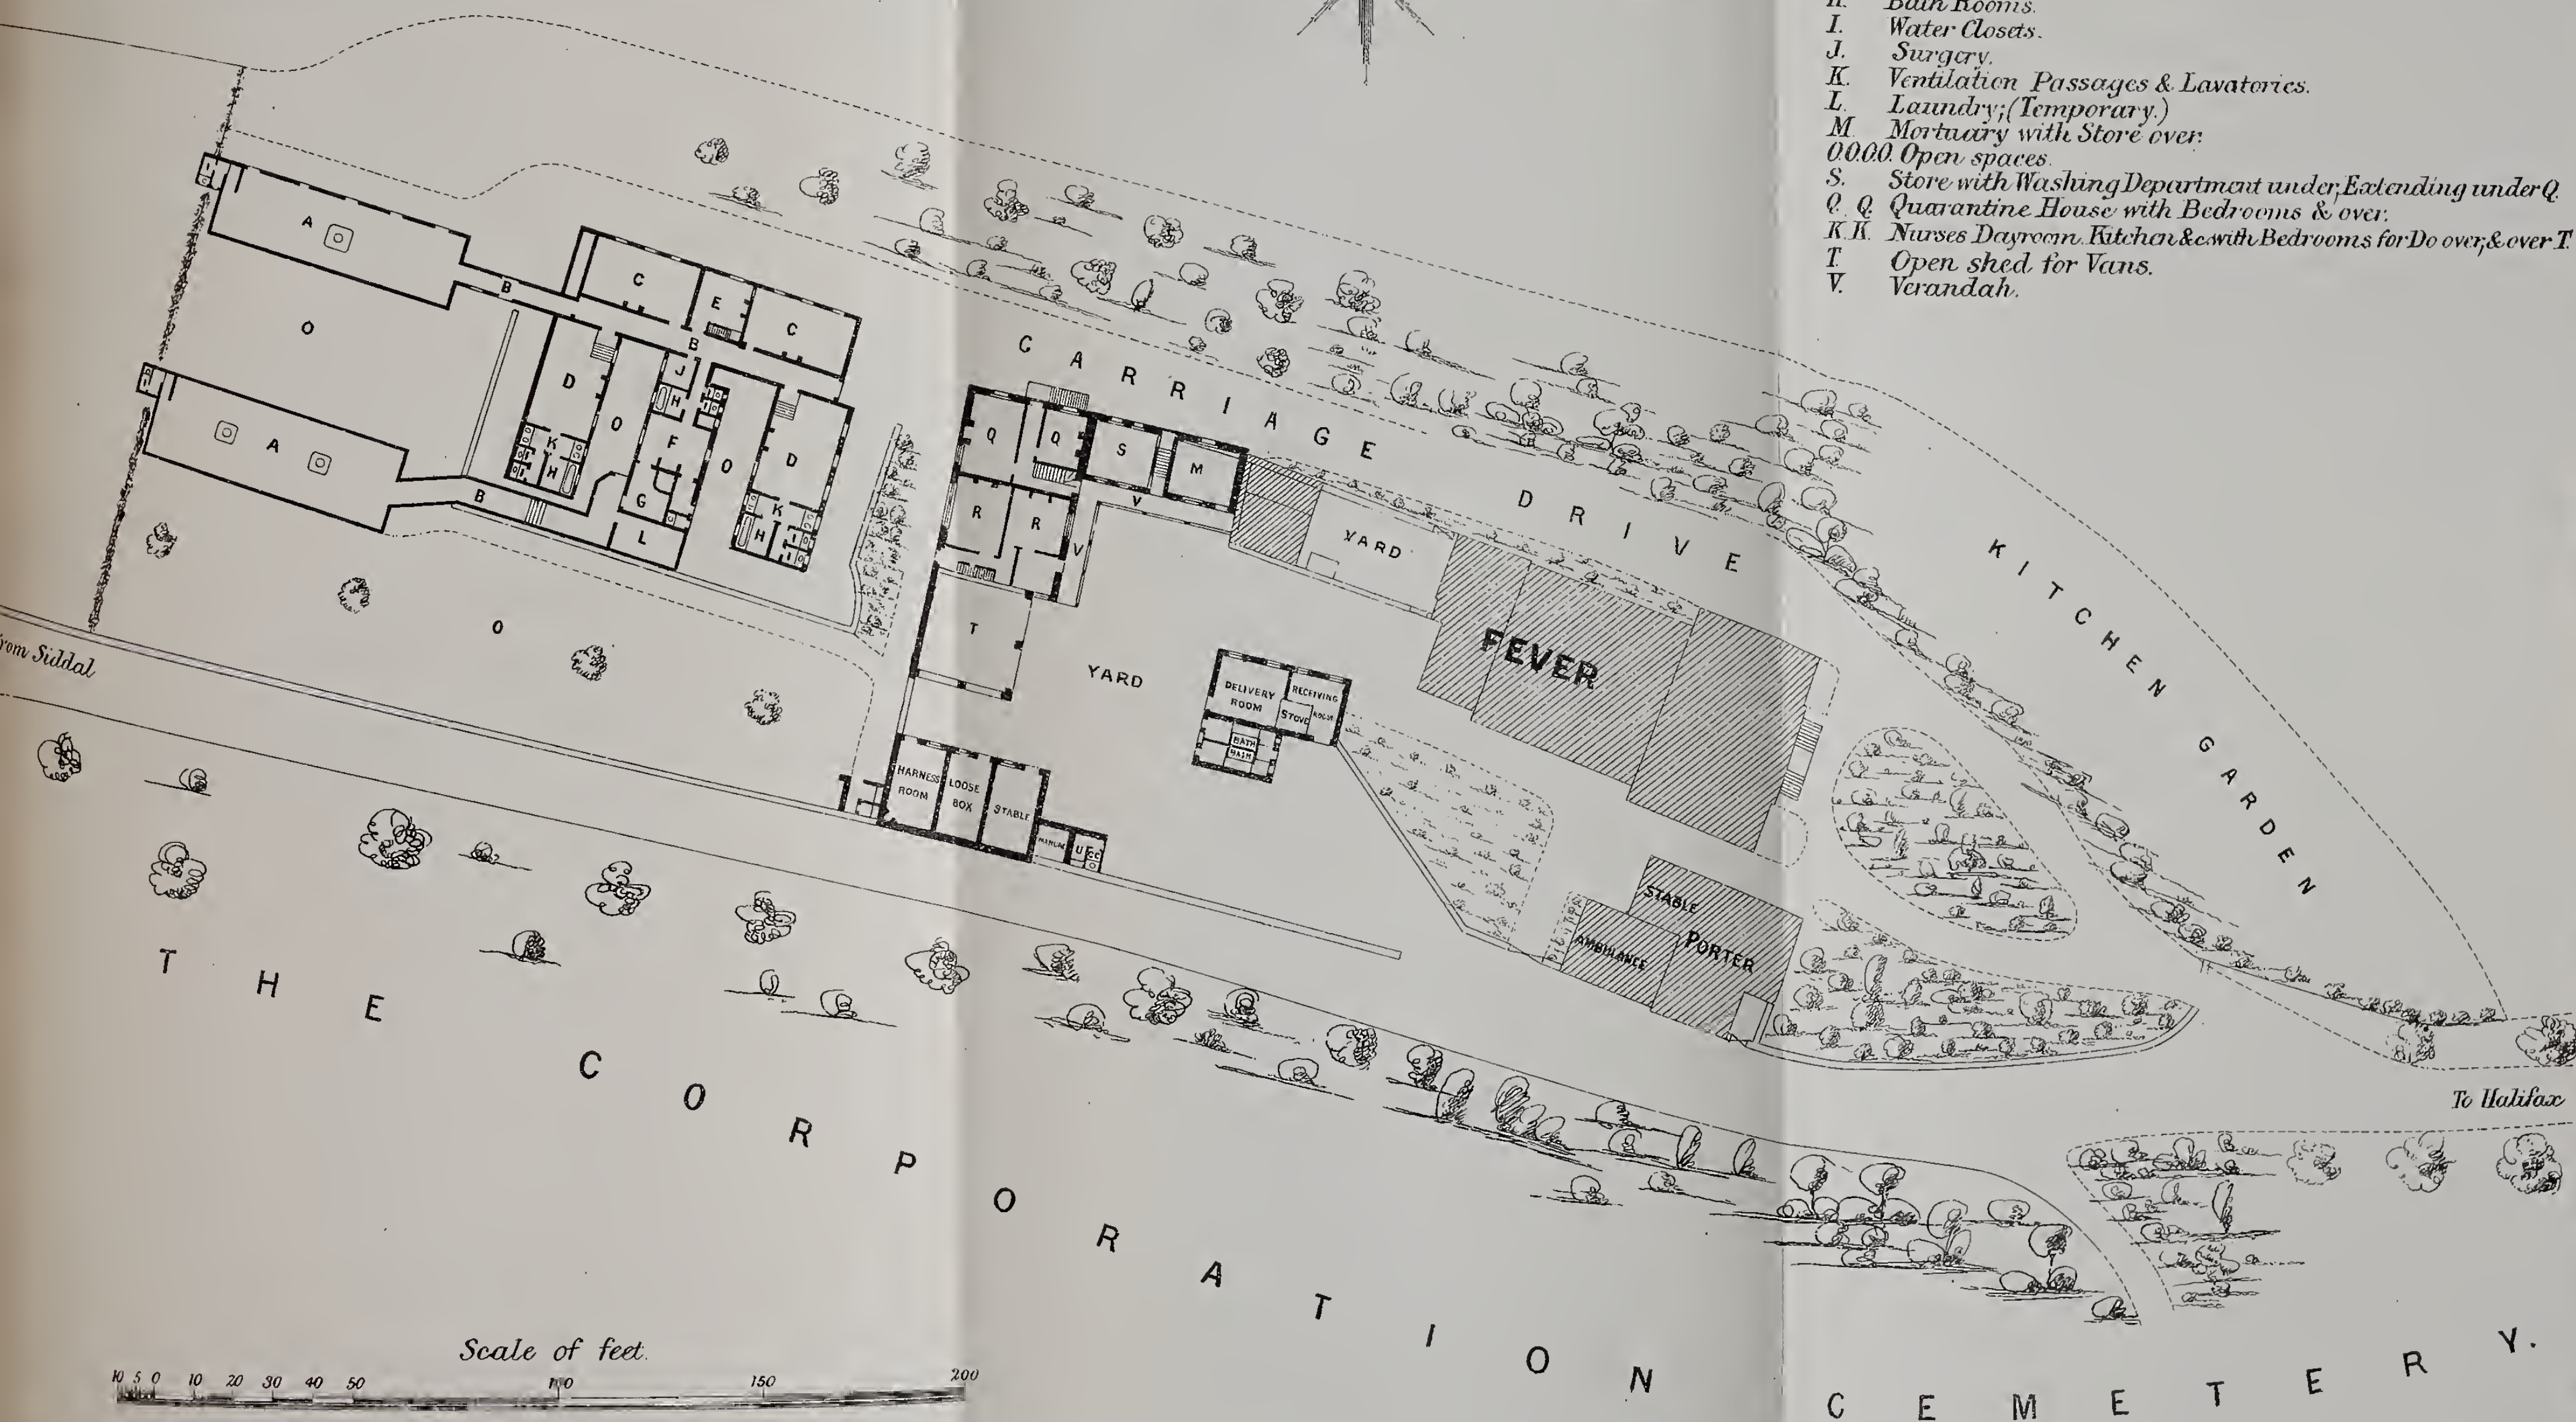 H. Bath Rooms.
I. Water Closets.
J. Surgery.
K. Ventilation Passages & Lavatories.
L. Laundry; (Temporary.)
M. Mortuary with Store over.
O.O.O.O. Open spaces.
S. Store with Washing Department under, Extending under Q.
Q. Q. Quarantine House with Bedrooms & over.
K. K. Nurses Dayroom. Kitchen &c with Bedrooms for Do over, & over T.
T. Open shed for Vans.
V. Verandah.
A
B
C
E
C
O
B
D
J
H
O
F
A
K
H
O
D
G
B
L
K
H
O
CARRIAGE DRIVE
Q
Q
S
M
V
R
R
V
T
YARD
YARD
FEVER
KITCHEN GARDEN
DELIVERY ROOM
RECEIVING ROOM
STOVE
BATH
HARNESS ROOM
LOOSE BOX
STABLE
MANURE
U
STABLE
AMBULANCE
PORTER
from Siddal
To Halifax
THE CORPORATION CEMETERY.
Scale of feet.
10 5 0 10 20 30 40 50 100 150 200